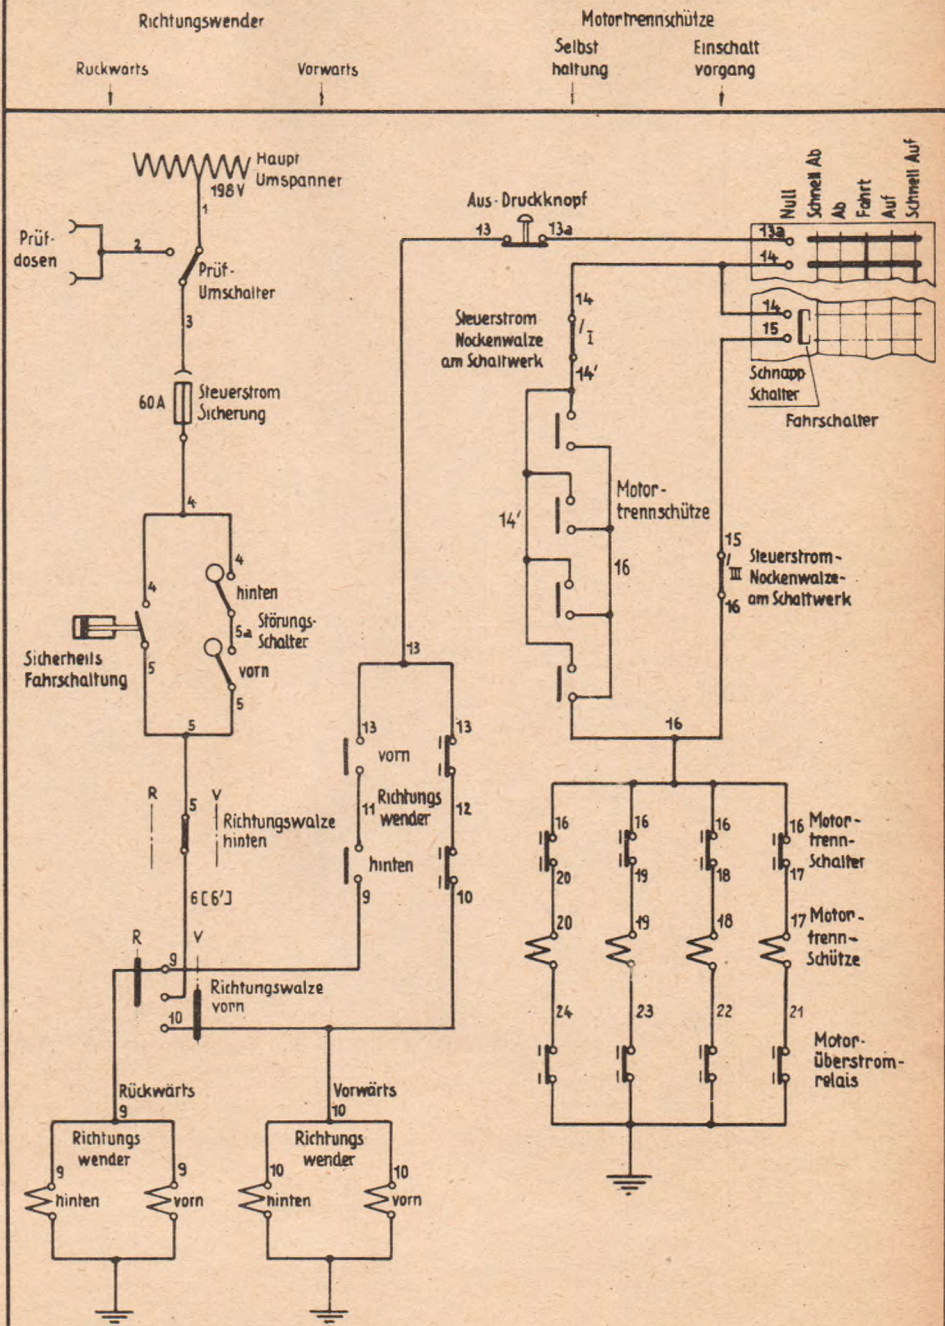 Richtungswender
Motortrennschütze
Rückwärts
Vorwärts
Selbst
haltung
Einschalt
vorgang
Haupt
Umspanner
198 V
1
Prüf-
dosen
2
Prüf-
Umschalter
3
60A
Steuerstrom
Sicherung
4
4
4
hinten
5a
Störungs-
Schalter
vorn
Sicherheits
Fahrschaltung
5
5
5
R
V
5
Richtungswalze
hinten
6 [6']
R
V
9
Richtungswalze
vorn
10
Aus-Druckknopf
13
13a
13a
14
14
15
Null
Schnell Ab
Ab
Fahrt
Auf
Schnell Auf
Schnapp
Schalter
Fahrschalter
Steuerstrom
Nockenwalze
am Schaltwerk
14
I
14'
14'
Motor-
trennschütze
16
15
III
16
Steuerstrom-
Nockenwalze-
am Schaltwerk
13
13
13
vorn
11
Richtungs
wender
12
hinten
9
10
16
16
16
16
16
Motor-
trenn-
Schalter
20
19
18
17
20
19
18
17
Motor-
trenn-
Schütze
24
23
22
21
Motor-
überstrom-
relais
Rückwärts
9
Vorwärts
10
Richtungs
wender
Richtungs
wender
9
9
10
10
hinten
vorn
hinten
vorn